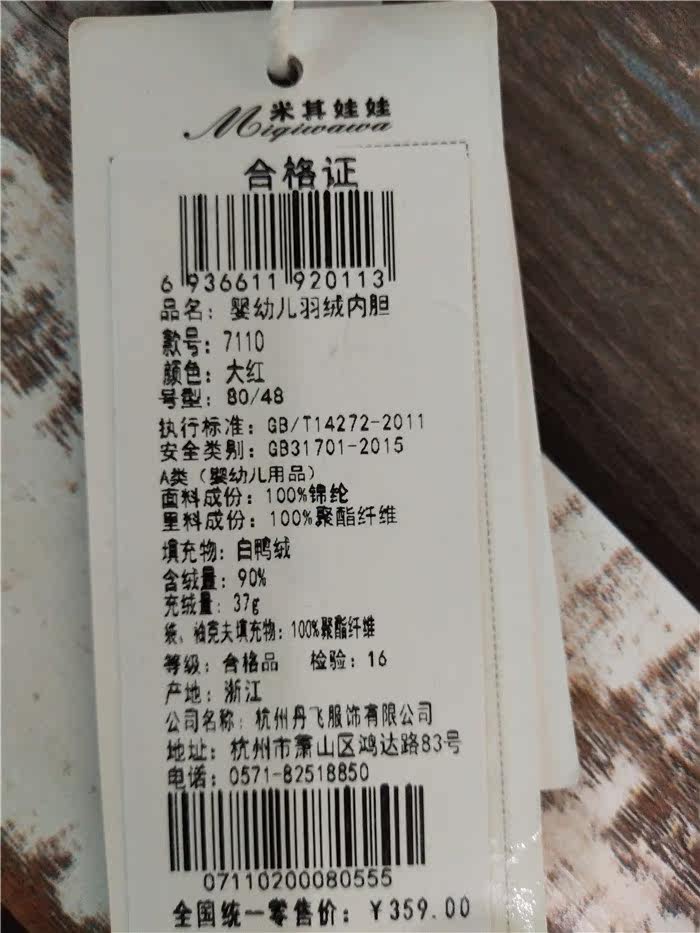 米其娃娃
Miqiwawa
合格证
6 936611 920113
品名：婴幼儿羽绒内胆
款号：7110
颜色：大红
号型：80/48
执行标准：GB/T14272-2011
安全类别：GB31701-2015
A类（婴幼儿用品）
面料成份：100%锦纶
里料成份：100%聚酯纤维
填充物：白鸭绒
含绒量：90%
充绒量：37g
袋、袖克夫填充物：100%聚酯纤维
等级：合格品 检验：16
产地：浙江
公司名称：杭州丹飞服饰有限公司
地址：杭州市萧山区鸿达路83号
电话：0571-82518850
07110200080555
全国统一零售价：￥359.00